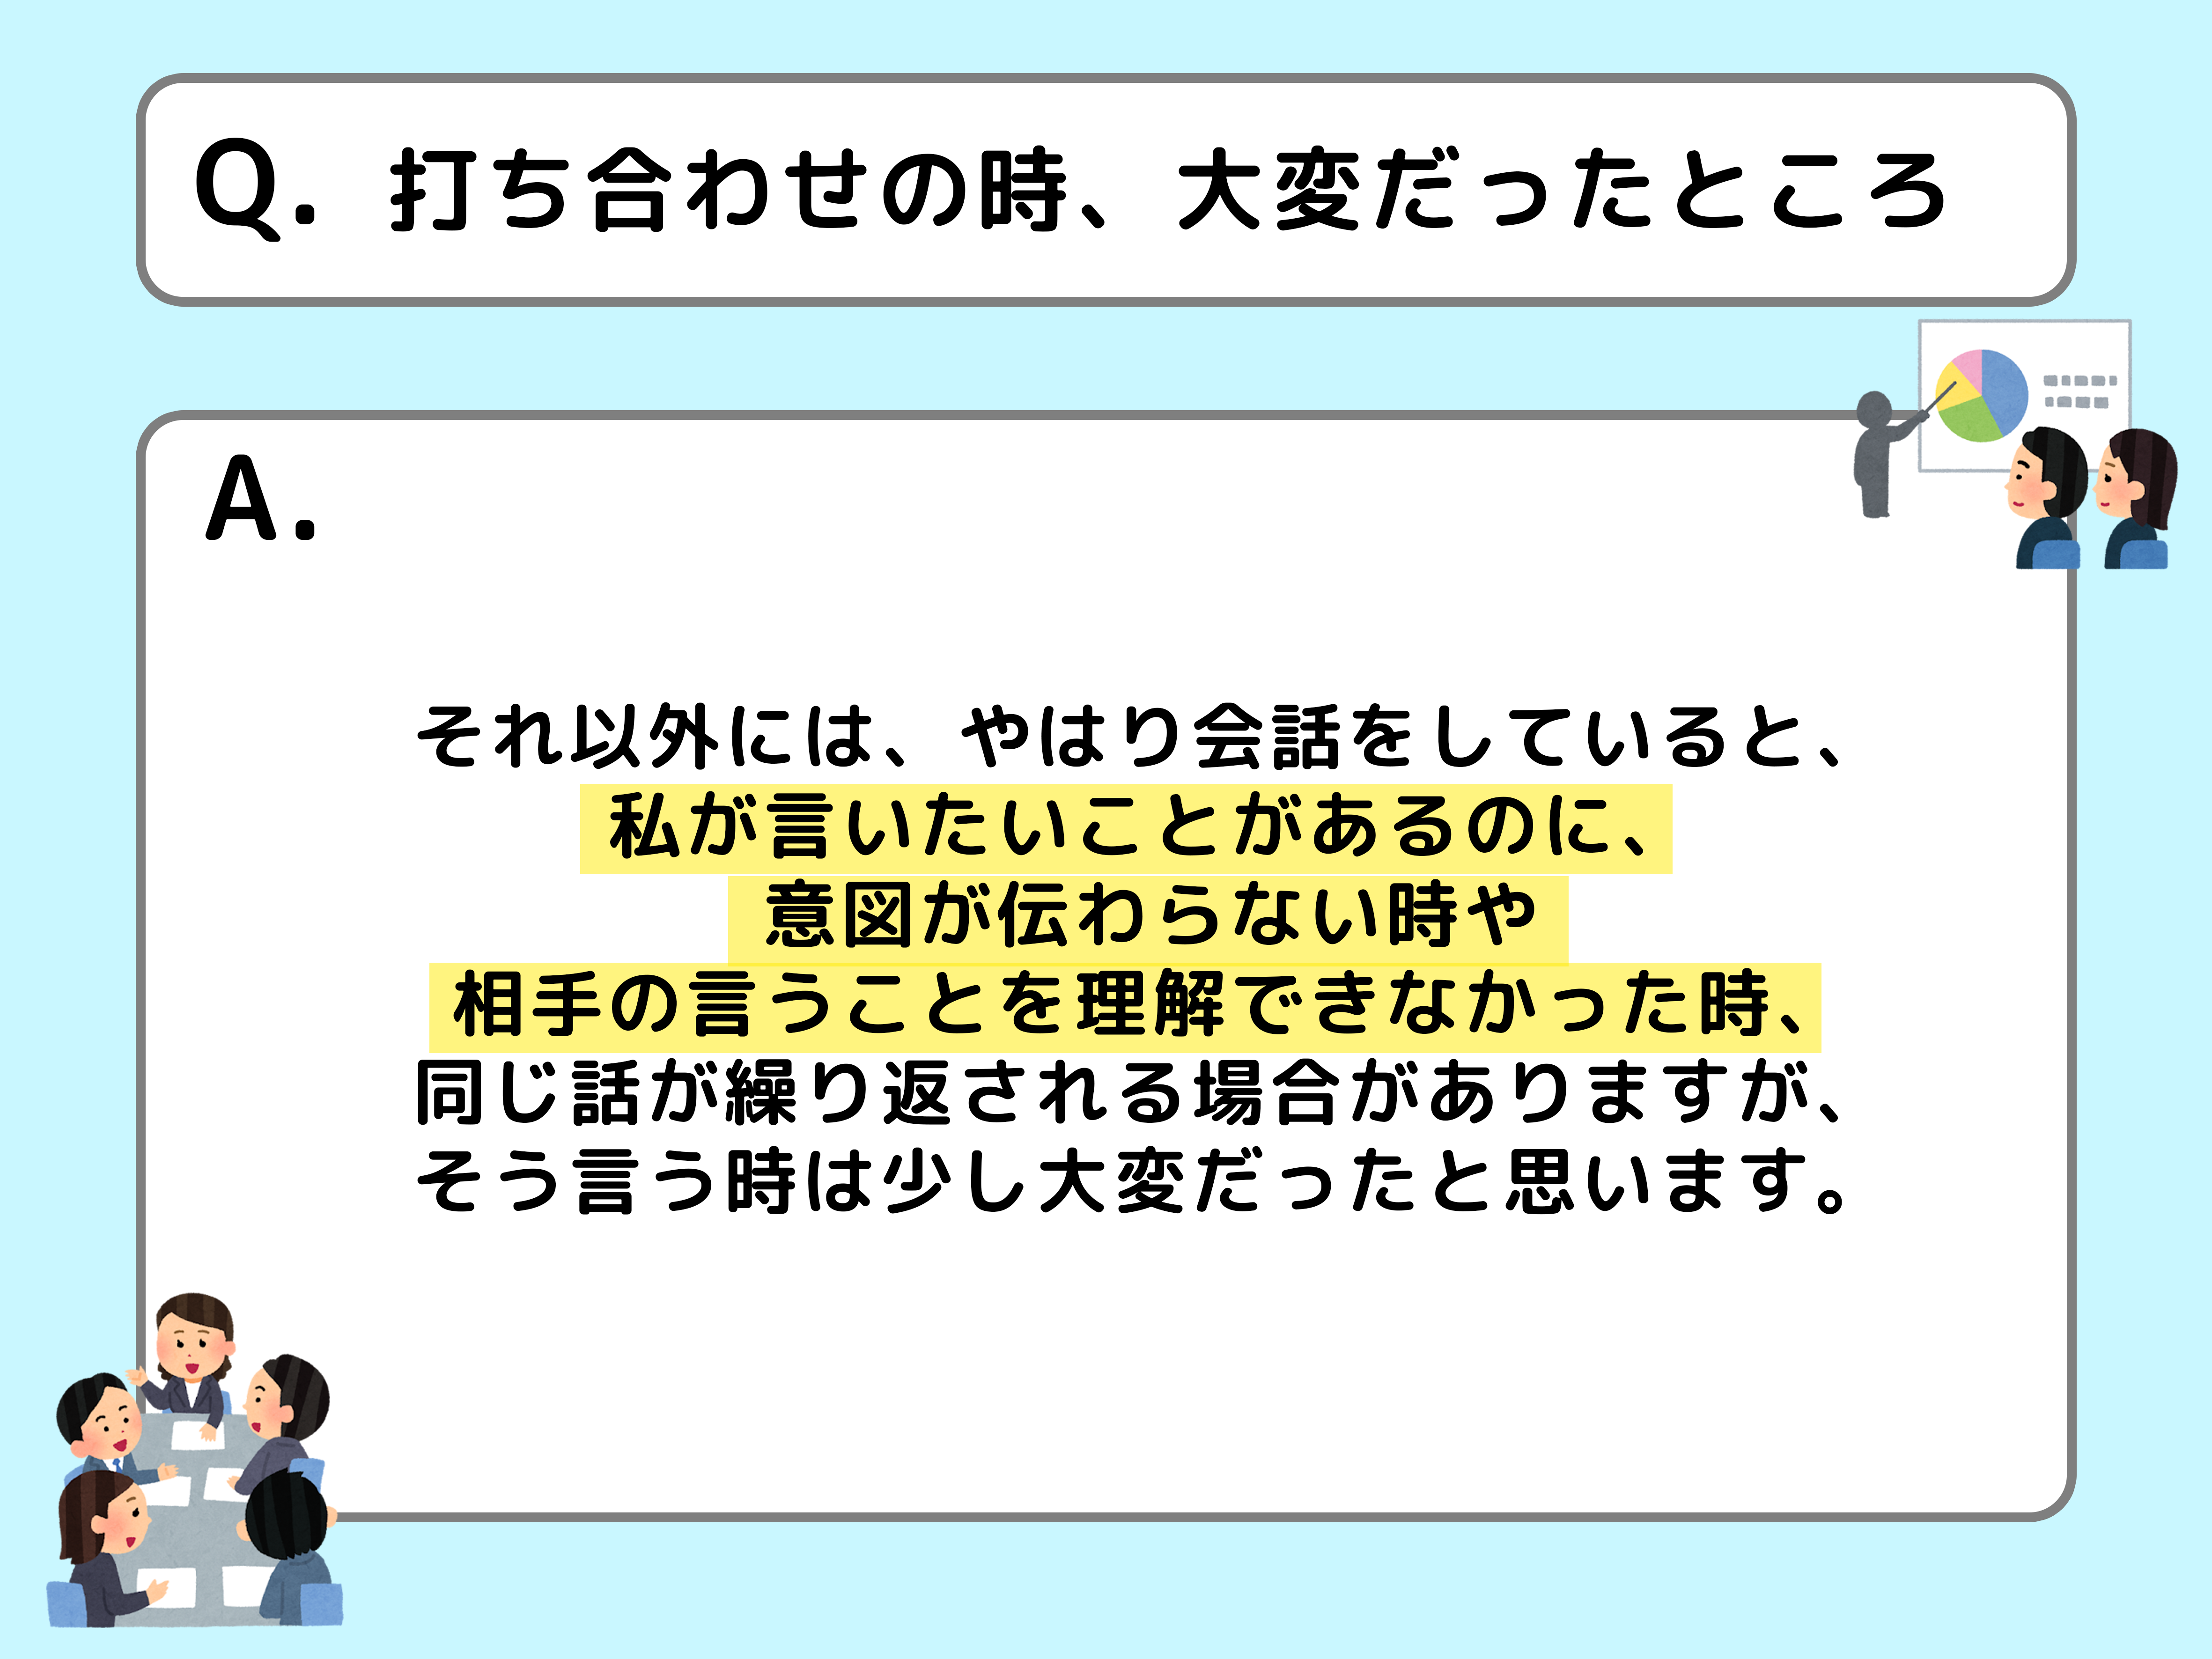 Q. 打ち合わせの時、大変だったところ
A.
それ以外には、やはり会話をしていると、
私が言いたいことがあるのに、
意図が伝わらない時や
相手の言うことを理解できなかった時、
同じ話が繰り返される場合がありますが、
そう言う時は少し大変だったと思います。